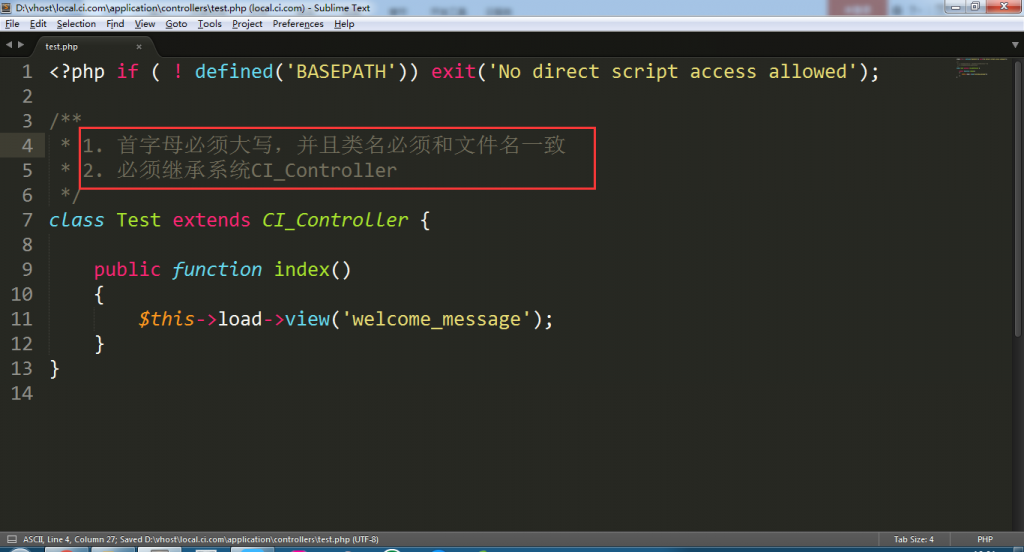 D:\vhost\local.ci.com\application\controllers\test.php (local.ci.com) - Sublime Text
File Edit Selection Find View Goto Tools Project Preferences Help
test.php ×
1 <?php if ( ! defined('BASEPATH')) exit('No direct script access allowed');
2
3 /**
4 * 1. 首字母必须大写，并且类名必须和文件名一致
5 * 2. 必须继承系统CI_Controller
6 */
7 class Test extends CI_Controller {
8
9 public function index()
10 {
11 $this->load->view('welcome_message');
12 }
13 }
14
ASCII, Line 4, Column 27; Saved D:\vhost\local.ci.com\application\controllers\test.php (UTF-8) Tab Size: 4 PHP